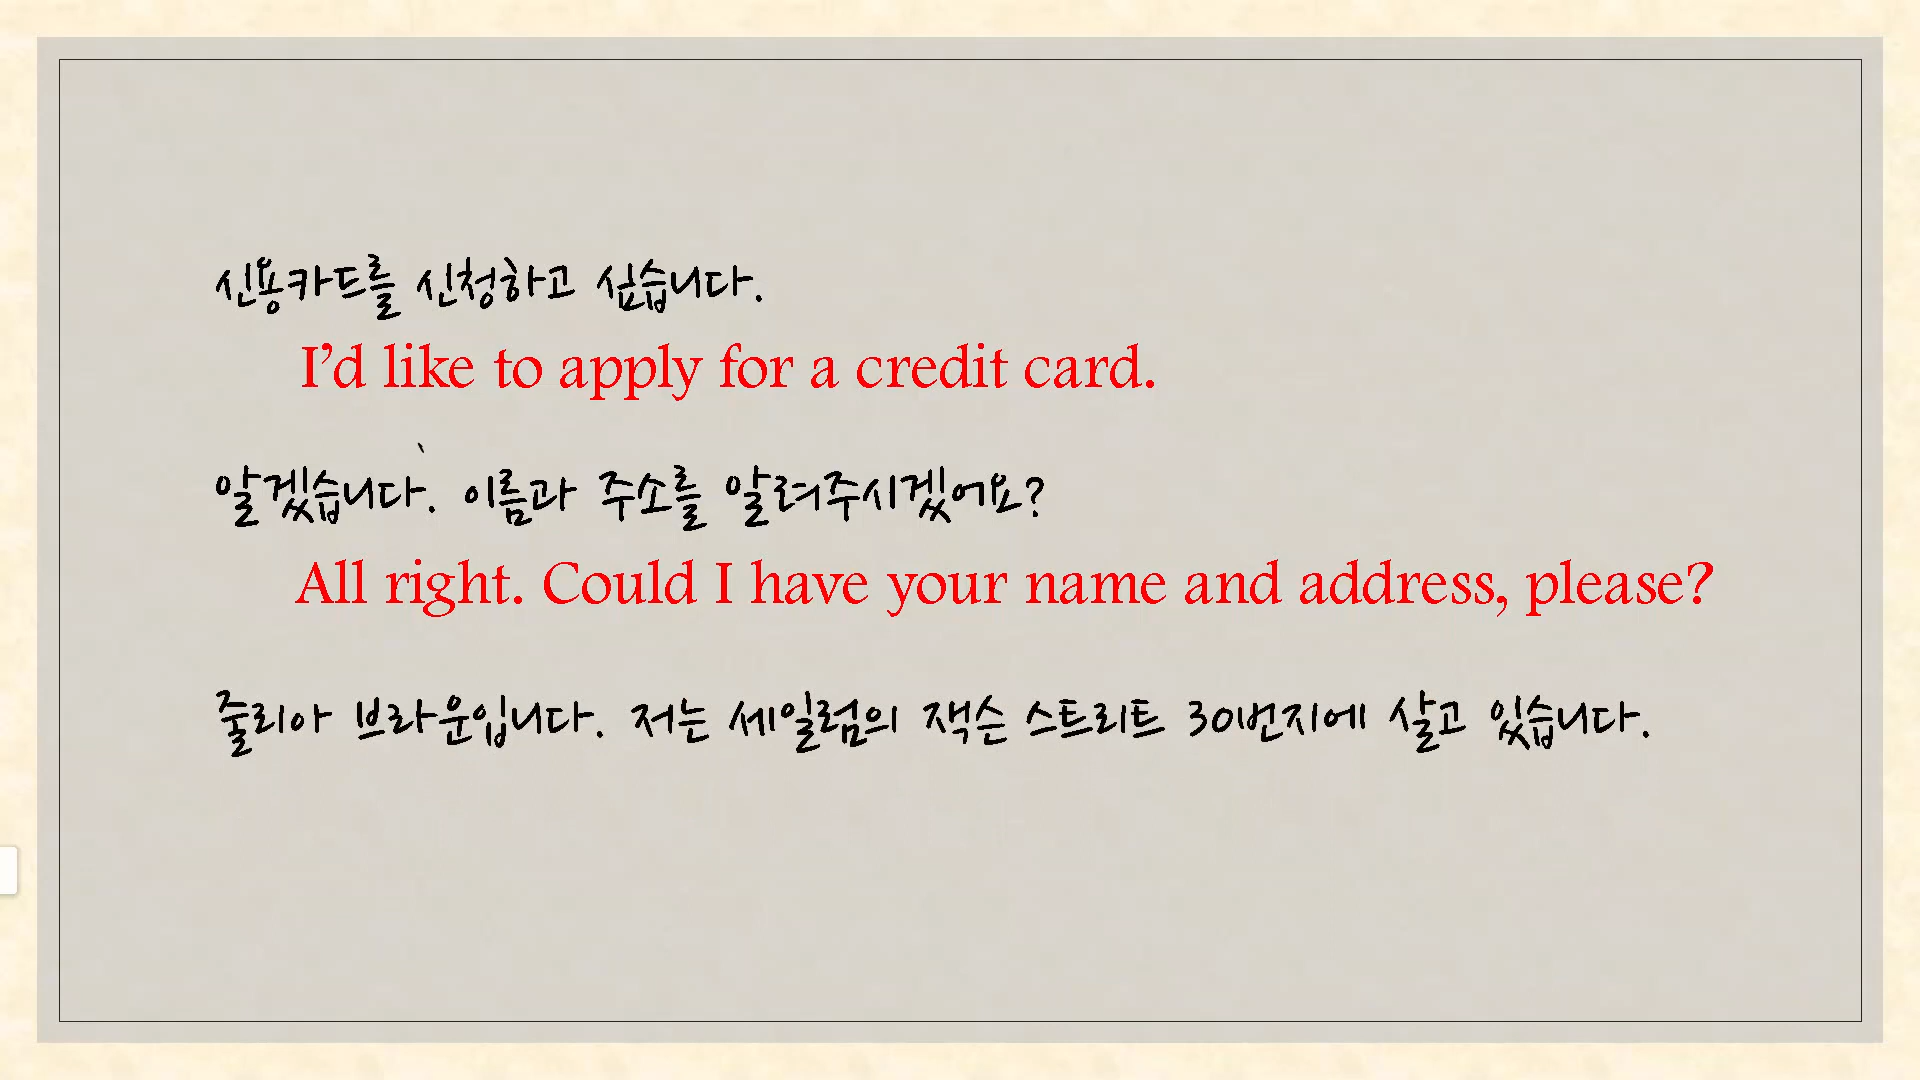 신용카드를 신청하고 싶습니다.
I’d like to apply for a credit card.
알겠습니다. 이름과 주소를 알려주시겠어요?
All right. Could I have your name and address, please?
줄리아 브라운입니다. 저는 세일럼의 잭슨 스트리트 301번지에 살고 있습니다.